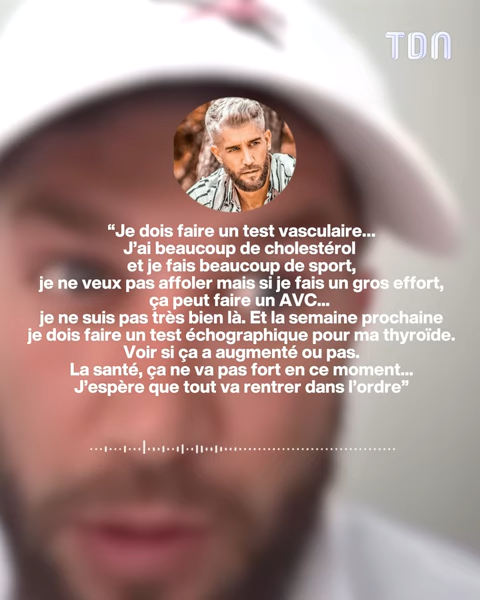 TDN
“Je dois faire un test vasculaire...
J’ai beaucoup de cholestérol
et je fais beaucoup de sport,
je ne veux pas affoler mais si je fais un gros effort,
ça peut faire un AVC...
je ne suis pas très bien là. Et la semaine prochaine
je dois faire un test échographique pour ma thyroïde.
Voir si ça a augmenté ou pas.
La santé, ça ne va pas fort en ce moment...
J’espère que tout va rentrer dans l’ordre”